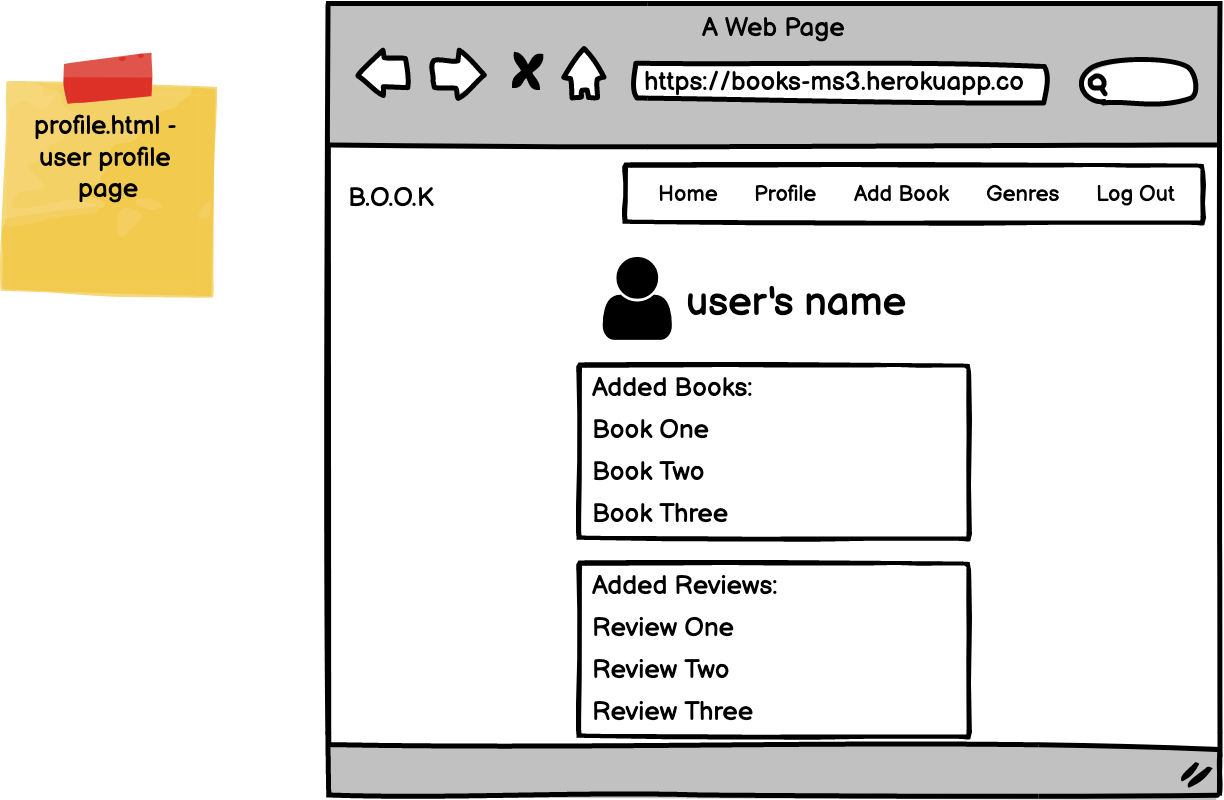 profile.html -
user profile
page
A Web Page
https://books-ms3.herokuapp.co
B.O.O.K
Home Profile Add Book Genres Log Out
user's name
Added Books:
Book One
Book Two
Book Three
Added Reviews:
Review One
Review Two
Review Three